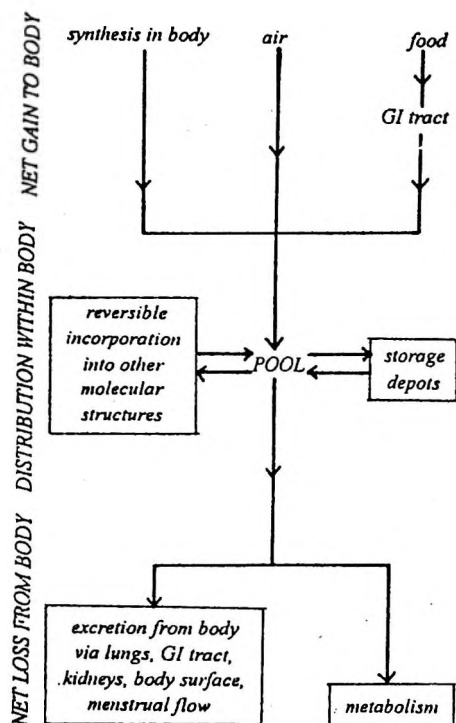 synthesis in body
air
food
GI tract
NET GAIN TO BODY
DISTRIBUTION WITHIN BODY
reversible
incorporation
into other
molecular
structures
POOL
storage
depots
NET LOSS FROM BODY
excretion from body
via lungs, GI tract,
.kidneys, body surface,
menstrual flow
metabolism